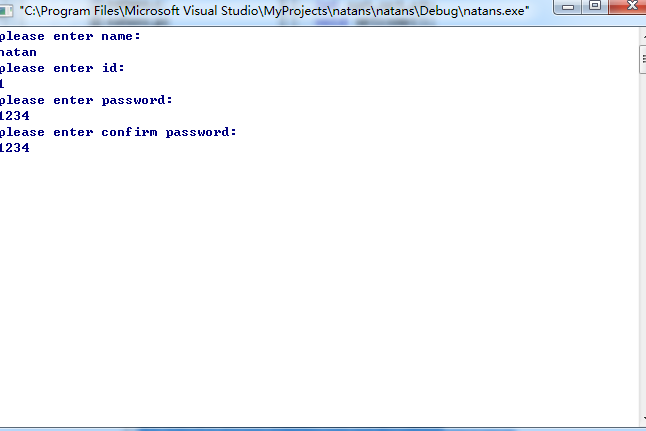 "C:\Program Files\Microsoft Visual Studio\MyProjects\natans\natans\Debug\natans.exe"
please enter name:
natan
please enter id:
1
please enter password:
1234
please enter confirm password:
1234